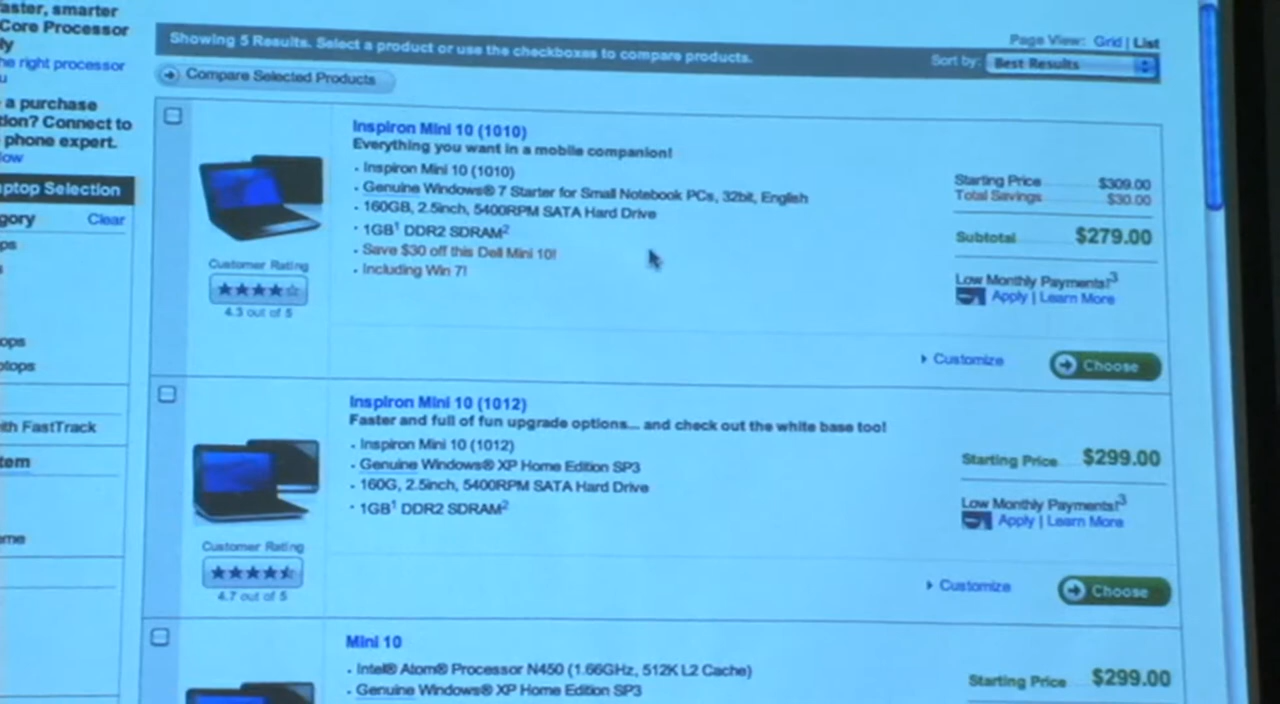 aster, smarter
Core Processor
ly
he right processor
u
a purchase
tion? Connect to
phone expert.
low
aptop Selection
gory Clear
ps
ops
ptops
ith FastTrack
tem
me
Page View: Grid | List
Showing 5 Results. Select a product or use the checkboxes to compare products.
Sort by: Best Results
Compare Selected Products
Inspiron Mini 10 (1010)
Everything you want in a mobile companion!
· Inspiron Mini 10 (1010)
· Genuine Windows® 7 Starter for Small Notebook PCs, 32bit, English
· 160GB, 2.5inch, 5400RPM SATA Hard Drive
· 1GB¹ DDR2 SDRAM²
· Save $30 off this Dell Mini 10!
· Including Win 7!
Customer Rating
4.3 out of 5
Starting Price $309.00
Total Savings $30.00
Subtotal $279.00
Low Monthly Payments!³
Apply | Learn More
Customize
Choose
Inspiron Mini 10 (1012)
Faster and full of fun upgrade options... and check out the white base too!
· Inspiron Mini 10 (1012)
· Genuine Windows® XP Home Edition SP3
· 160G, 2.5inch, 5400RPM SATA Hard Drive
· 1GB¹ DDR2 SDRAM²
Customer Rating
4.7 out of 5
Starting Price $299.00
Low Monthly Payments!³
Apply | Learn More
Customize
Choose
Mini 10
· Intel® Atom® Processor N450 (1.66GHz, 512K L2 Cache)
· Genuine Windows® XP Home Edition SP3
Starting Price $299.00